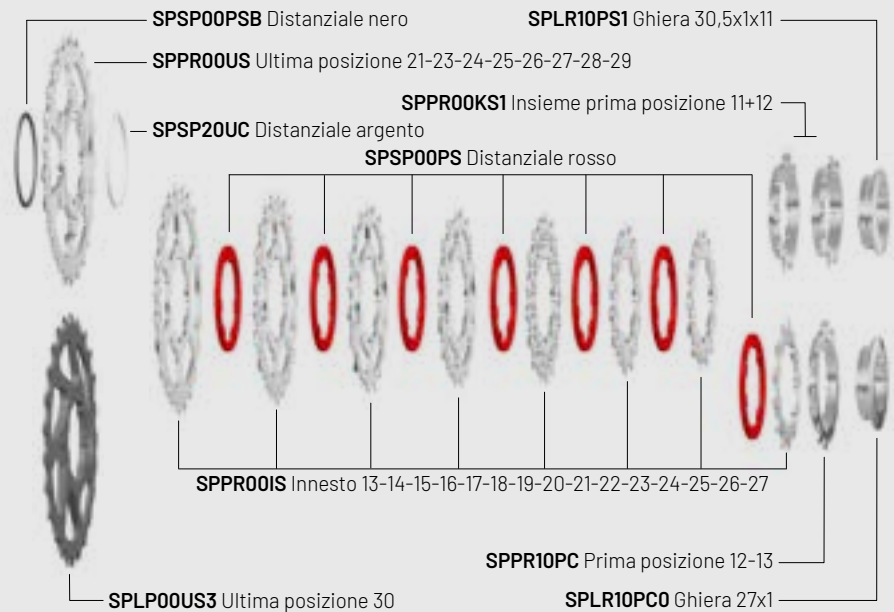 SPSP00PSB Distanziale nero
SPLR10PS1 Ghiera 30,5x1x11
SPPR00US Ultima posizione 21-23-24-25-26-27-28-29
SPPR00KS1 Insieme prima posizione 11+12
SPSP20UC Distanziale argento
SPSP00PS Distanziale rosso
SPPR00IS Innesto 13-14-15-16-17-18-19-20-21-22-23-24-25-26-27
SPPR10PC Prima posizione 12-13
SPLP00US3 Ultima posizione 30
SPLR10PC0 Ghiera 27x1